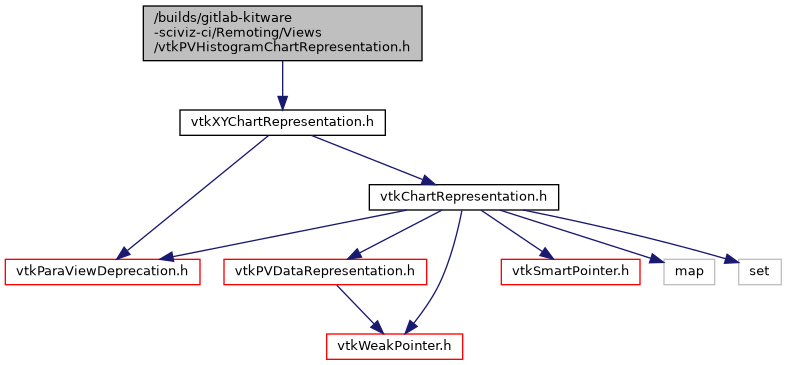 /builds/gitlab-kitware
-sciviz-ci/Remoting/Views
/vtkPVHistogramChartRepresentation.h
vtkXYChartRepresentation.h
vtkChartRepresentation.h
vtkParaViewDeprecation.h
vtkPVDataRepresentation.h
vtkSmartPointer.h
map
set
vtkWeakPointer.h